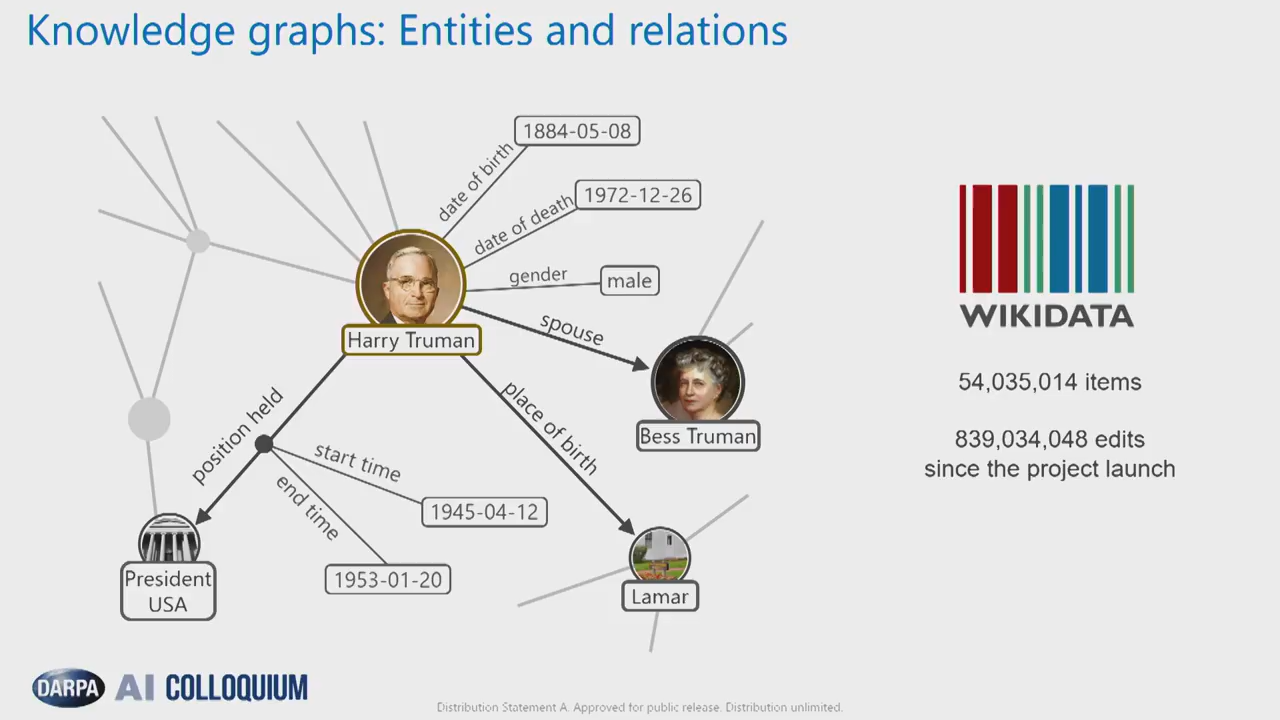 Knowledge graphs: Entities and relations
date of birth
1884-05-08
date of death
1972-12-26
gender
male
Harry Truman
spouse
Bess Truman
place of birth
Lamar
position held
start time
1945-04-12
end time
1953-01-20
President
USA
WIKIDATA
54,035,014 items
839,034,048 edits
since the project launch
DARPA AI COLLOQUIUM
Distribution Statement A. Approved for public release. Distribution unlimited.